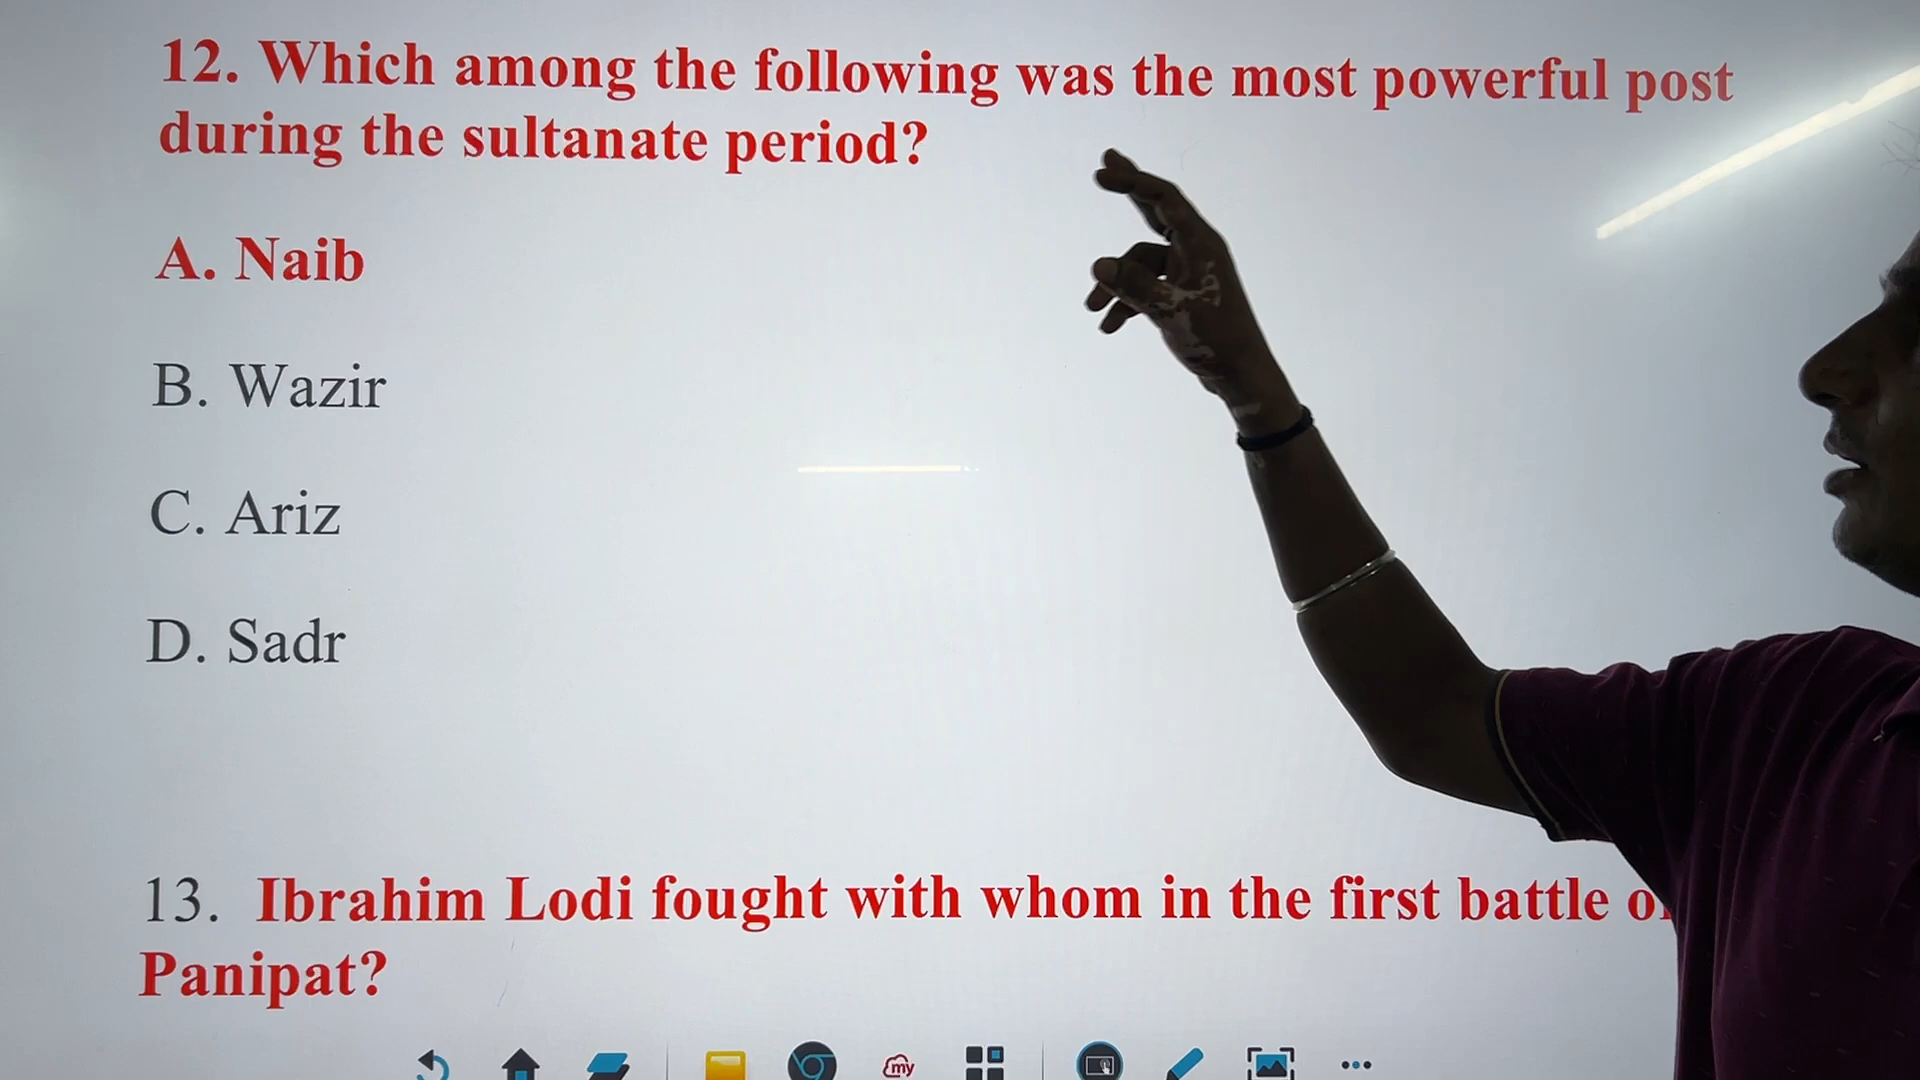 12. Which among the following was the most powerful post
during the sultanate period?
A. Naib
B. Wazir
C. Ariz
D. Sadr
13. Ibrahim Lodi fought with whom in the first battle
Panipat?
my